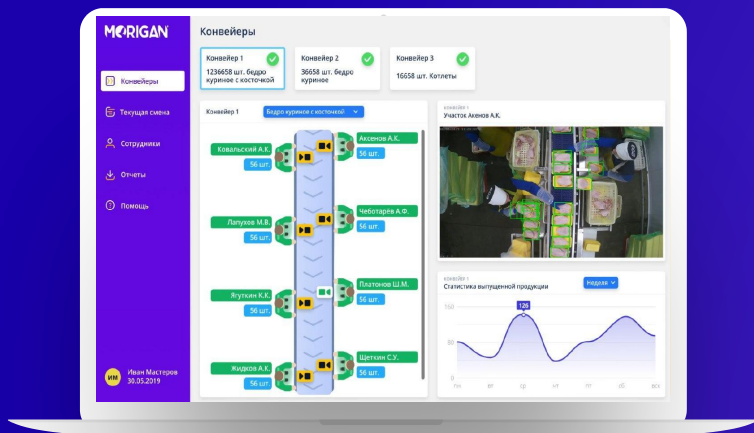 MORIGAN
Конвейеры
Текущая смена
Сотрудники
Отчеты
Помощь
ИМ
Иван Мастеров
30.05.2019
Конвейеры
Конвейер 1
1236658 шт. бедро
куриное с косточкой
Конвейер 2
36658 шт. бедро
куриное
Конвейер 3
16658 шт. Котлеты
Конвейер 1
Бедро куриное с косточкой
Ковальский А.К.
56 шт.
Аксенов А.К.
56 шт.
Лапухов М.В.
56 шт.
Чеботарёв А.Ф.
56 шт.
Ягуткин К.К.
56 шт.
Платонов Ш.М.
56 шт.
Жидков А.К.
56 шт.
Щеткин С.У.
56 шт.
конвейер 1
Участок Акенов А.К.
конвейер 1
Статистика выпущенной продукции
Неделя
160
126
80
0
пн вт ср чт пт сб вск